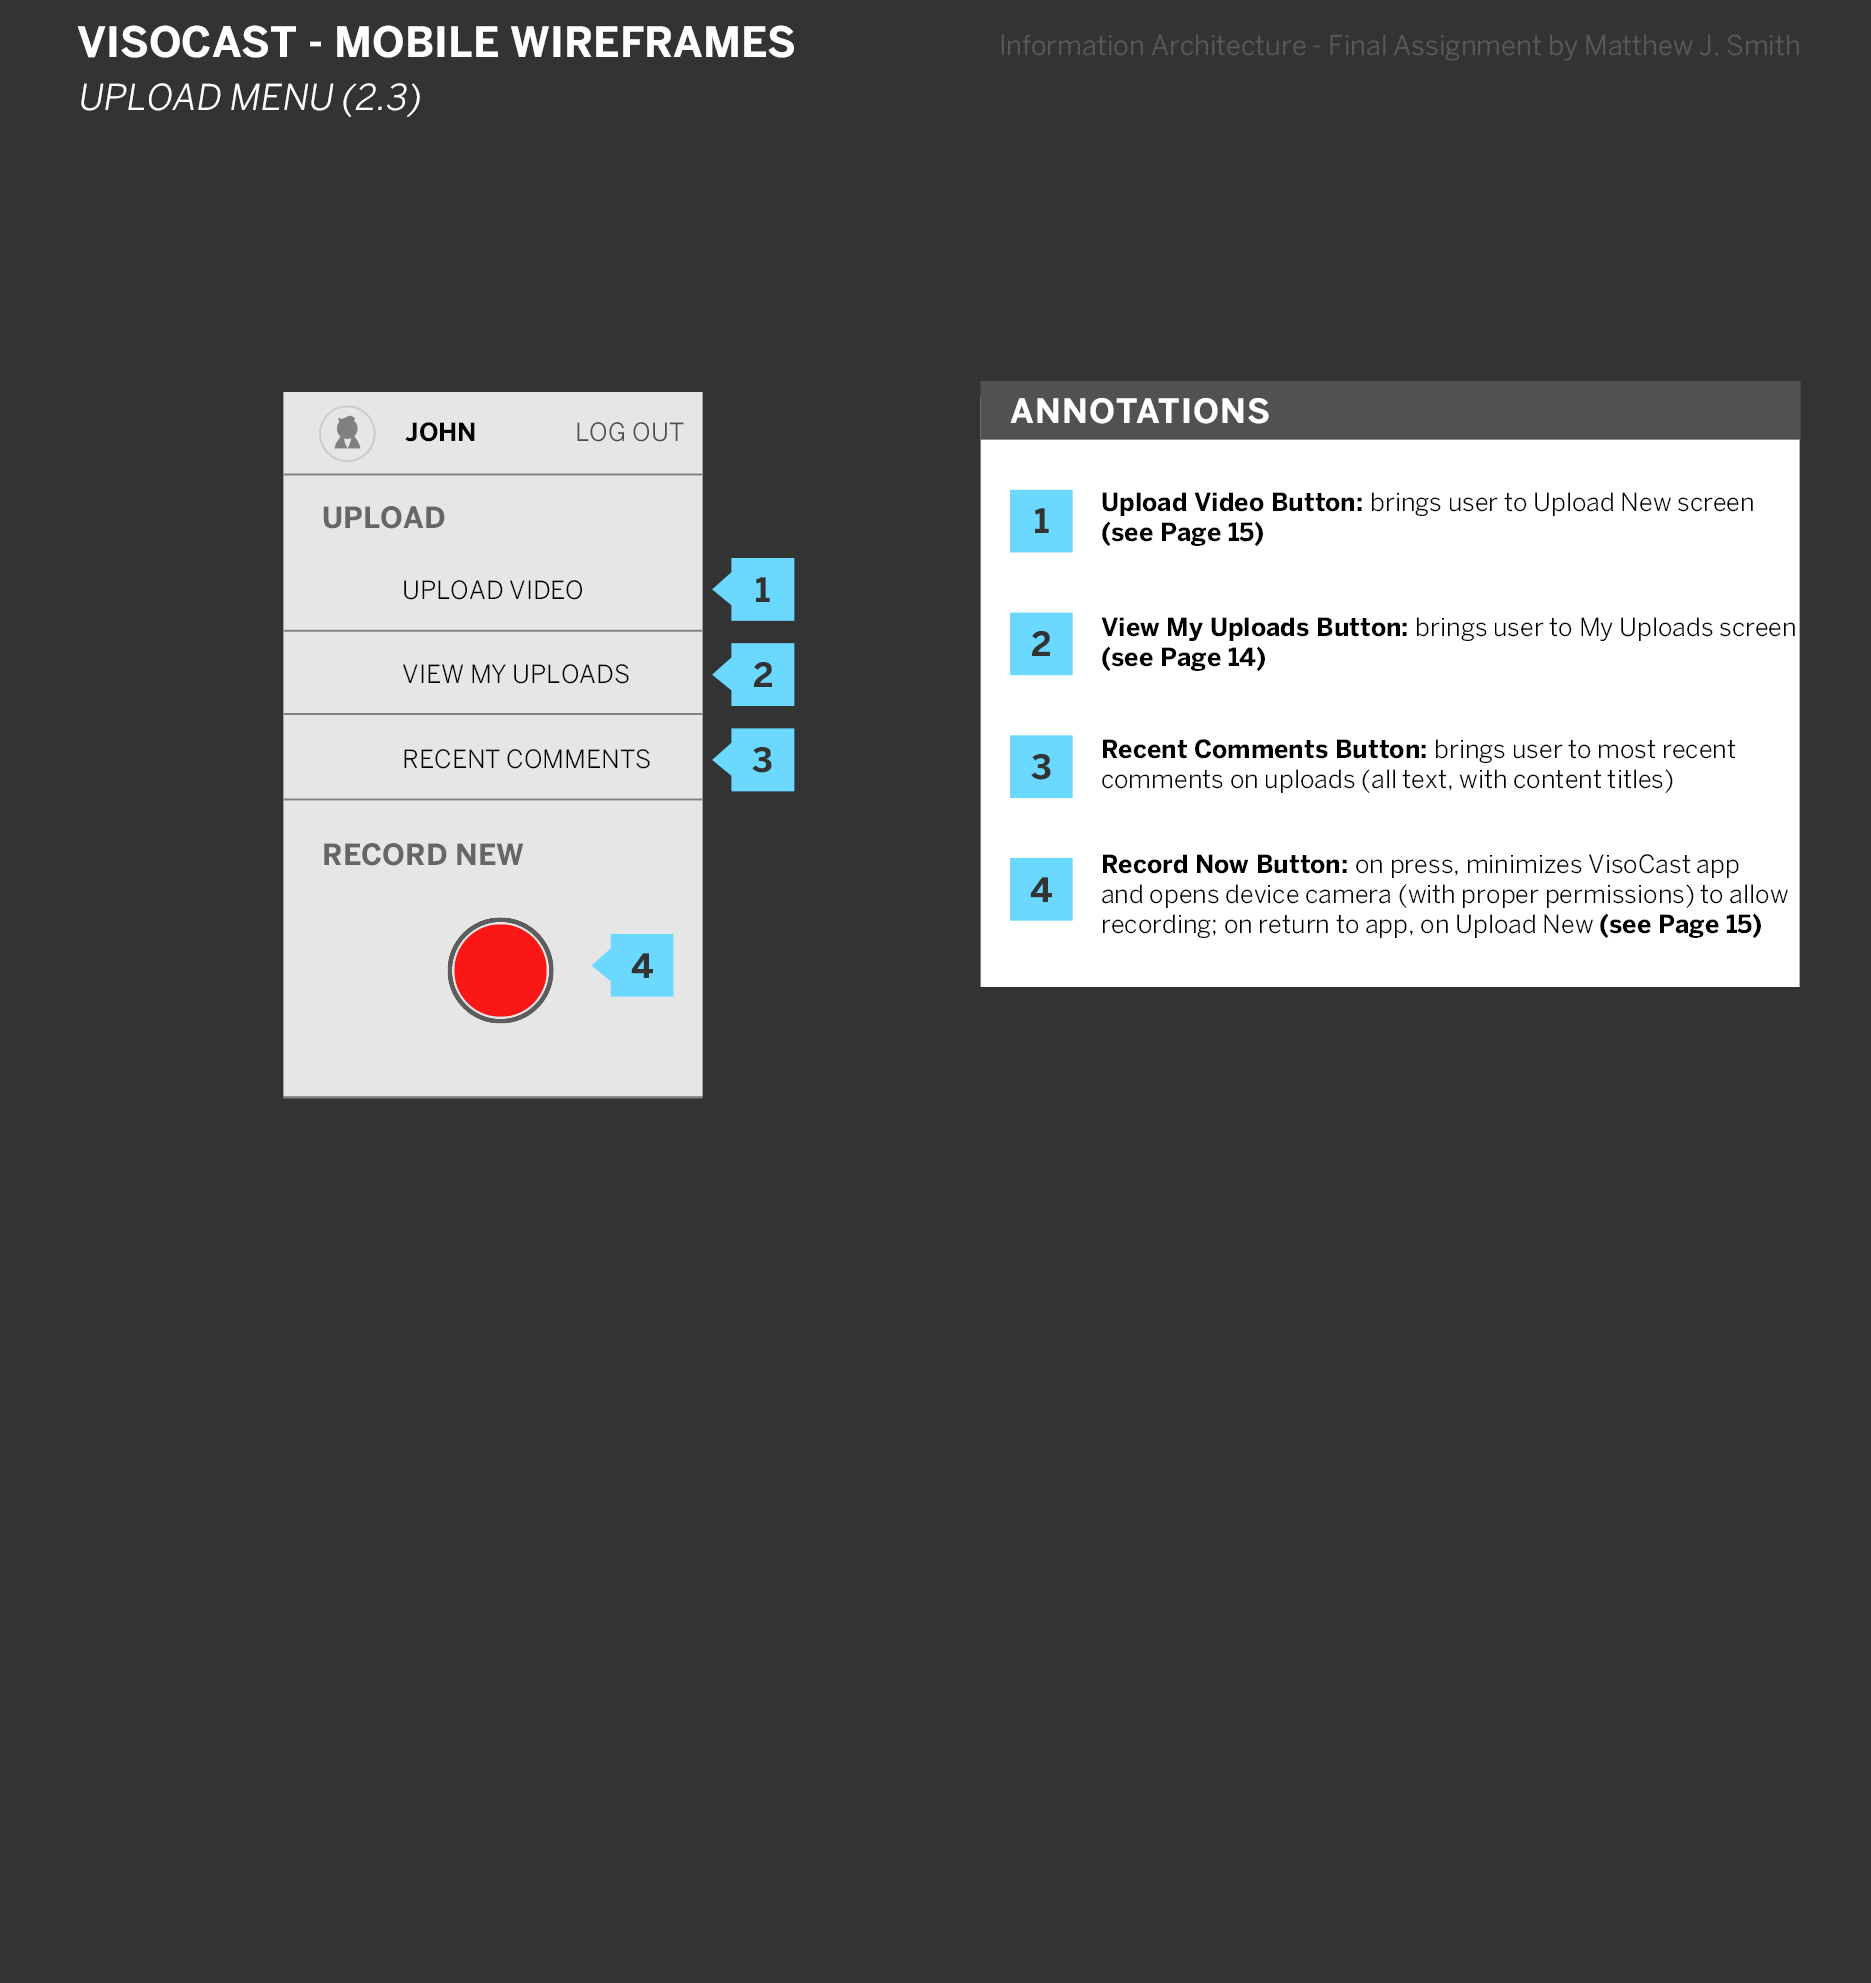 VISOCAST - MOBILE WIREFRAMES
Information Architecture - Final Assignment by Matthew J. Smith
UPLOAD MENU (2.3)
JOHN
LOG OUT
UPLOAD
UPLOAD VIDEO
1
VIEW MY UPLOADS
2
RECENT COMMENTS
3
RECORD NEW
4
ANNOTATIONS
1
Upload Video Button: brings user to Upload New screen
(see Page 15)
2
View My Uploads Button: brings user to My Uploads screen
(see Page 14)
3
Recent Comments Button: brings user to most recent
comments on uploads (all text, with content titles)
4
Record Now Button: on press, minimizes VisoCast app
and opens device camera (with proper permissions) to allow
recording; on return to app, on Upload New (see Page 15)